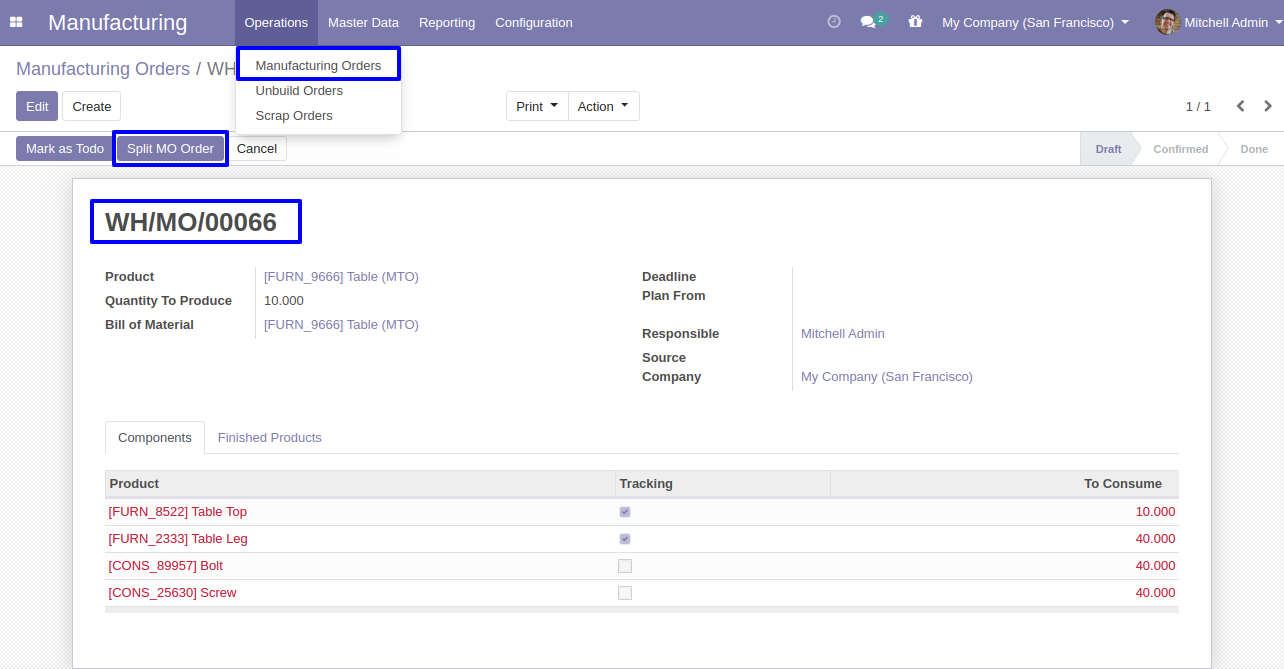 Manufacturing Operations Master Data Reporting Configuration 2 My Company (San Francisco) Mitchell Admin
Manufacturing Orders / WH
Manufacturing Orders
Unbuild Orders
Scrap Orders
Edit Create Print Action 1 / 1
Mark as Todo Split MO Order Cancel Draft Confirmed Done
WH/MO/00066
Product [FURN_9666] Table (MTO)
Quantity To Produce 10.000
Bill of Material [FURN_9666] Table (MTO)
Deadline
Plan From
Responsible Mitchell Admin
Source
Company My Company (San Francisco)
Components Finished Products
Product Tracking To Consume
[FURN_8522] Table Top 10.000
[FURN_2333] Table Leg 40.000
[CONS_89957] Bolt 40.000
[CONS_25630] Screw 40.000